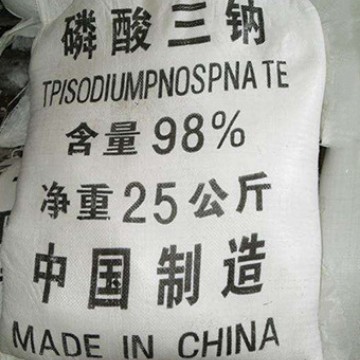 磷酸三钠
TPISODIUMPNOSPNATE
含量98%
净重25公斤
中国制造
MADE IN CHINA